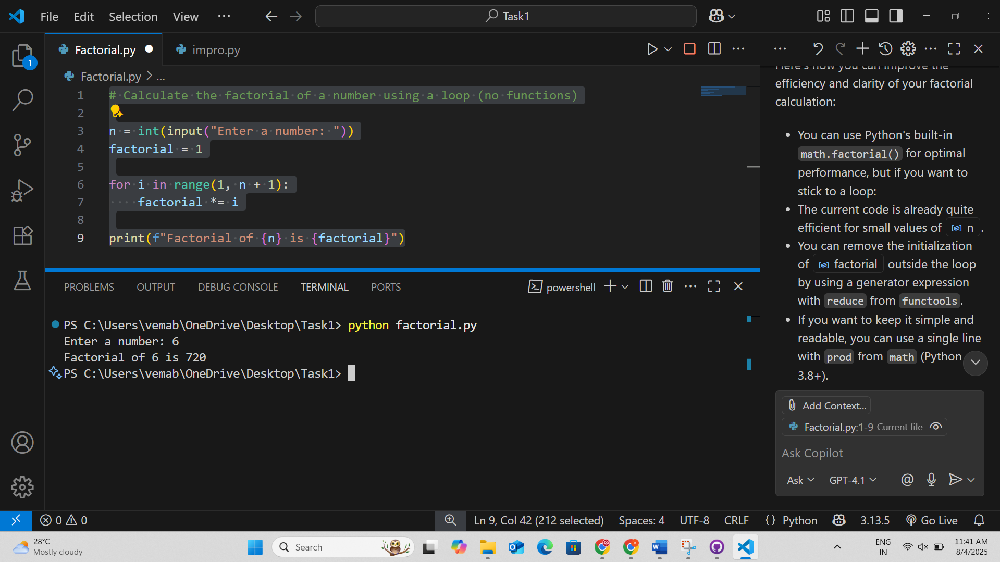 File Edit Selection View ··· Task1
Factorial.py impro.py
Factorial.py > ...
1 # Calculate the factorial of a number using a loop (no functions)
2
3 n = int(input("Enter a number: "))
4 factorial = 1
5
6 for i in range(1, n + 1):
7     factorial *= i
8
9 print(f"Factorial of {n} is {factorial}")
PROBLEMS OUTPUT DEBUG CONSOLE TERMINAL PORTS powershell
PS C:\Users\vemab\OneDrive\Desktop\Task1> python factorial.py
Enter a number: 6
Factorial of 6 is 720
PS C:\Users\vemab\OneDrive\Desktop\Task1>
Here's how you can improve the
efficiency and clarity of your factorial
calculation:
• You can use Python's built-in
math.factorial() for optimal
performance, but if you want to
stick to a loop:
• The current code is already quite
efficient for small values of n .
• You can remove the initialization
of factorial outside the loop
by using a generator expression
with reduce from functools.
• If you want to keep it simple and
readable, you can use a single line
with prod from math (Python
3.8+).
Add Context...
Factorial.py:1-9 Current file
Ask Copilot
Ask GPT-4.1 @
1
0 0 Ln 9, Col 42 (212 selected) Spaces: 4 UTF-8 CRLF {} Python 3.13.5 Go Live
28°C
Mostly cloudy
Search
ENG
IN
11:41 AM
8/4/2025